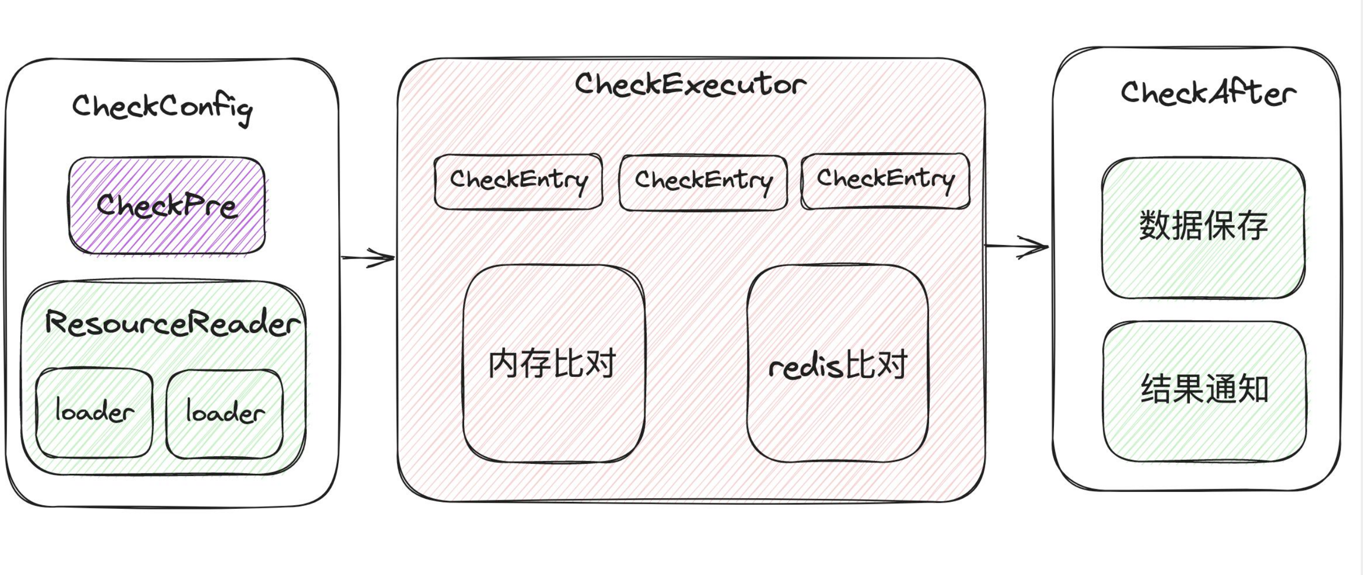 CheckConfig
CheckPre
ResourceReader
loader
loader
CheckExecutor
CheckEntry
CheckEntry
CheckEntry
内存比对
redis比对
CheckAfter
数据保存
结果通知